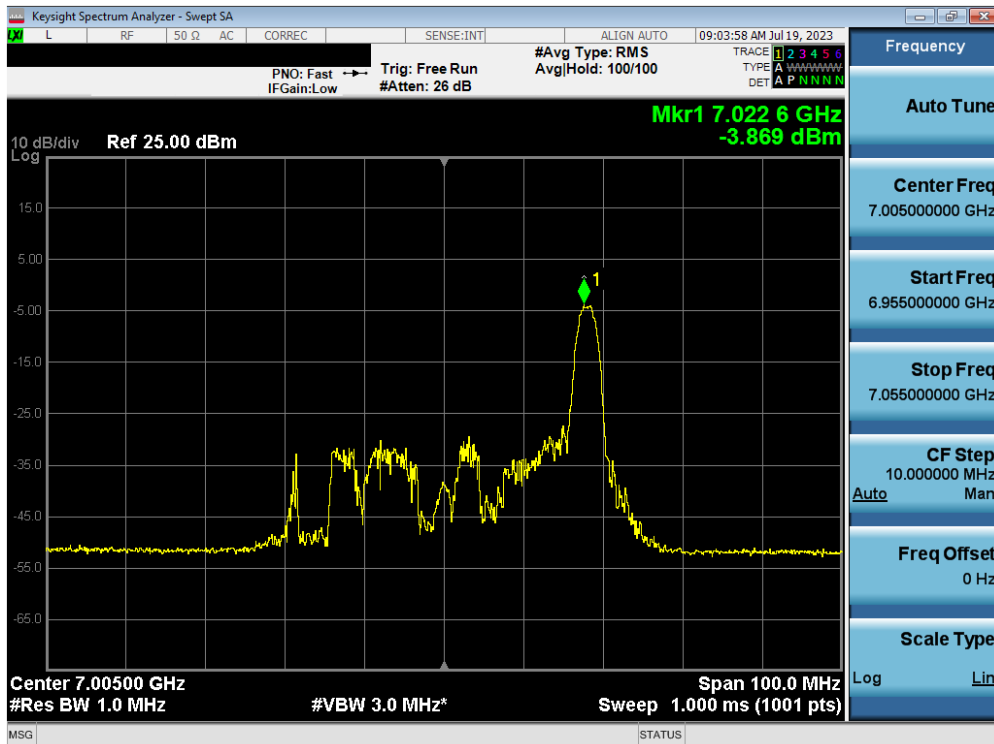 Keysight Spectrum Analyzer - Swept SA
LXI L RF 50 Ω AC CORREC SENSE:INT ALIGN AUTO 09:03:58 AM Jul 19, 2023
PNO: Fast
IFGain:Low
Trig: Free Run
#Atten: 26 dB
#Avg Type: RMS
Avg|Hold: 100/100
TRACE 1 2 3 4 5 6
TYPE A WWWWW
DET A P N N N N
Mkr1 7.022 6 GHz
-3.869 dBm
10 dB/div Ref 25.00 dBm
Log
15.0
5.00
-5.00
-15.0
-25.0
-35.0
-45.0
-55.0
-65.0
1
Center 7.00500 GHz Span 100.0 MHz
#Res BW 1.0 MHz #VBW 3.0 MHz* Sweep 1.000 ms (1001 pts)
MSG STATUS
Frequency
Auto Tune
Center Freq
7.005000000 GHz
Start Freq
6.955000000 GHz
Stop Freq
7.055000000 GHz
CF Step
10.000000 MHz
Auto Man
Freq Offset
0 Hz
Scale Type
Log Lin